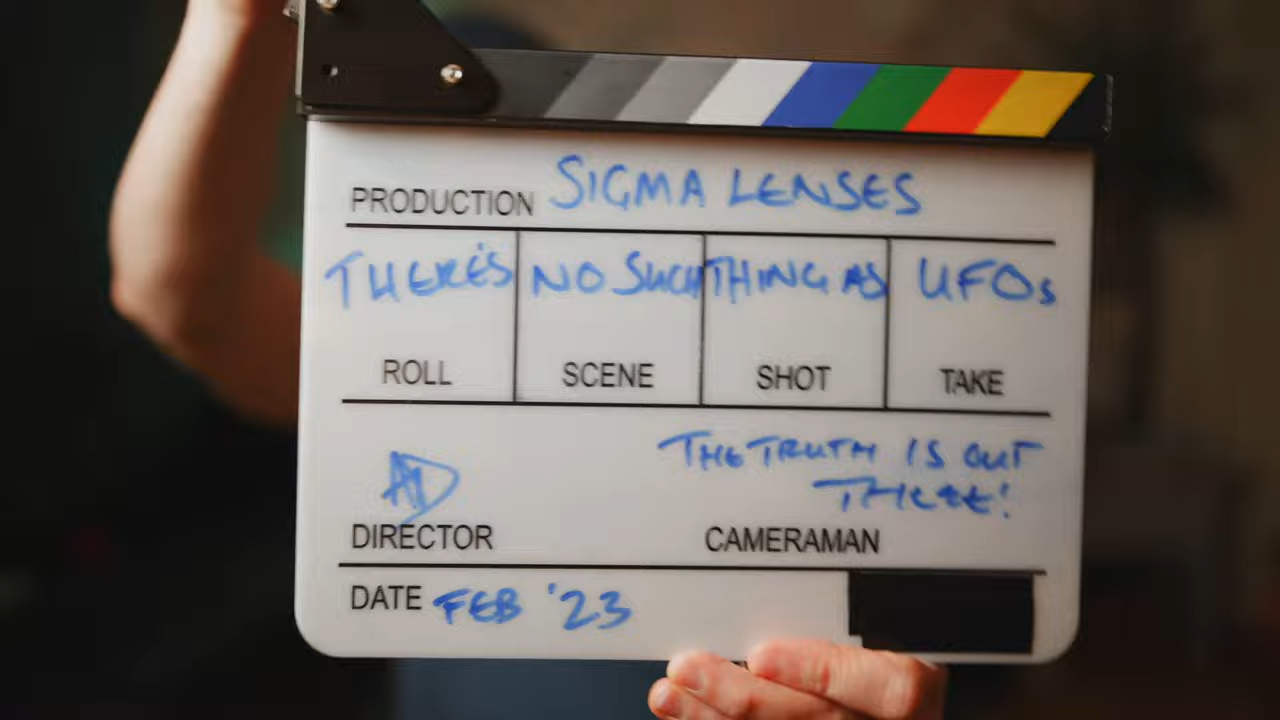 PRODUCTION SIGMA LENSES
THERE'S NO SUCH THING AS UFOs
ROLL SCENE SHOT TAKE
THE TRUTH IS OUT
THERE!
AD
DIRECTOR CAMERAMAN
DATE FEB '23